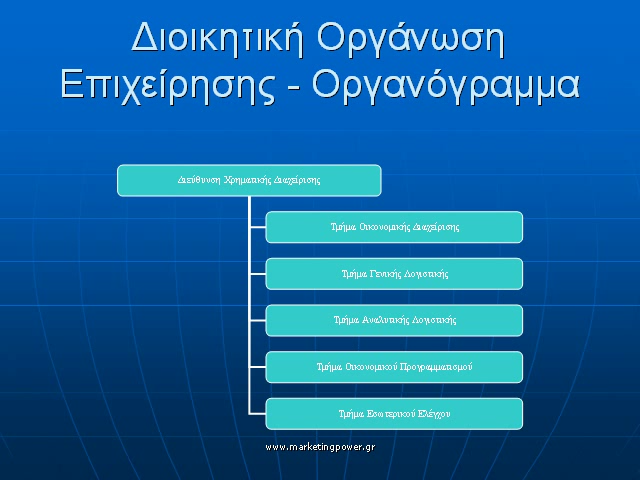 Διοικητική Οργάνωση
Επιχείρησης - Οργανόγραμμα
Διεύθυνση Χρηματικής Διαχείρισης
Τμήμα Οικονομικής Διαχείρισης
Τμήμα Γενικής Λογιστικής
Τμήμα Αναλυτικής Λογιστικής
Τμήμα Οικονομικού Προγραμματισμού
Τμήμα Εσωτερικού Ελέγχου
www.marketingpower.gr